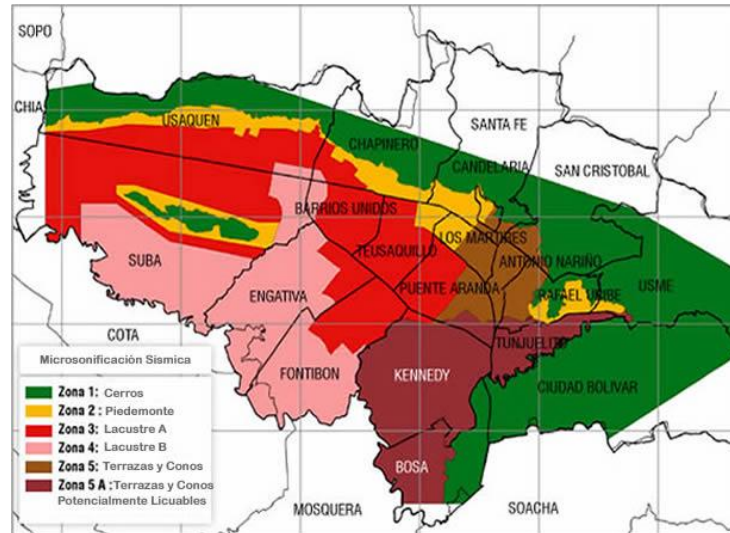 SOPO
CHIA
USAQUEN
CHAPINERO
SANTA FE
CANDELARIA
SAN CRISTOBAL
BARRIOS UNIDOS
SUBA
TEUSAQUILLO
LOS MARTIRES
ANTONIO NARIÑO
ENGATIVA
PUENTE ARANDA
RAFAEL URIBE
USME
COTA
TUNJUELITO
FONTIBON
KENNEDY
CIUDAD BOLIVAR
BOSA
MOSQUERA
SOACHA
Microsonificación Sísmica
Zona 1: Cerros
Zona 2: Piedemonte
Zona 3: Lacustre A
Zona 4: Lacustre B
Zona 5: Terrazas y Conos
Zona 5 A :Terrazas y Conos
Potencialmente Licuables